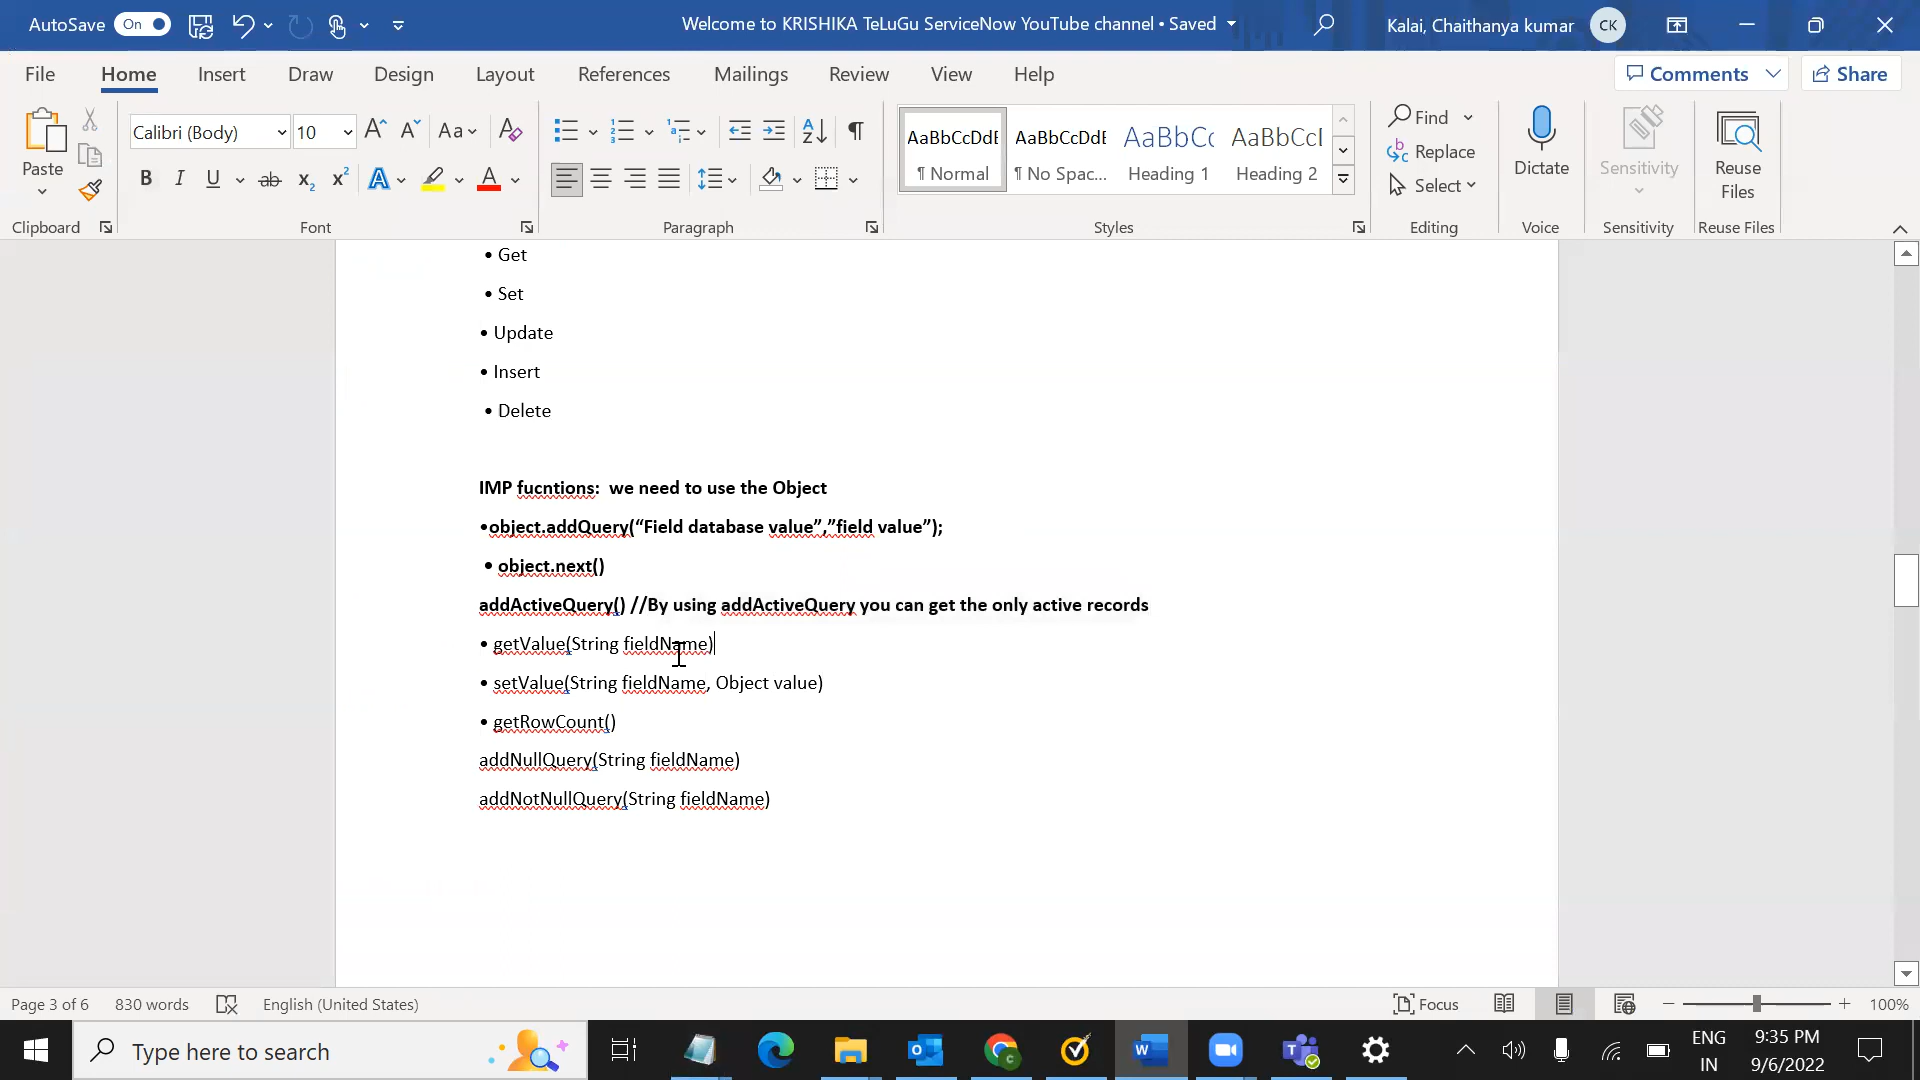 AutoSave On
Welcome to KRISHIKA TeLuGu ServiceNow YouTube channel • Saved
Kalai, Chaithanya kumar CK
File Home Insert Draw Design Layout References Mailings Review View Help Comments Share
Calibri (Body) 10 Aa
Paste
B I U ab x2 x2 A A
AaBbCcDdE AaBbCcDdE AaBbCc AaBbCcD
¶ Normal ¶ No Spac... Heading 1 Heading 2
Find
Replace
Select
Dictate
Sensitivity
Reuse
Files
Clipboard Font Paragraph Styles Editing Voice Sensitivity Reuse Files
• Get
• Set
• Update
• Insert
• Delete
IMP fucntions: we need to use the Object
•object.addQuery(“Field database value”,”field value”);
• object.next()
addActiveQuery() //By using addActiveQuery you can get the only active records
• getValue(String fieldName)
• setValue(String fieldName, Object value)
• getRowCount()
addNullQuery(String fieldName)
addNotNullQuery(String fieldName)
Page 3 of 6 830 words English (United States) Focus 100%
Type here to search
ENG
IN
9:35 PM
9/6/2022